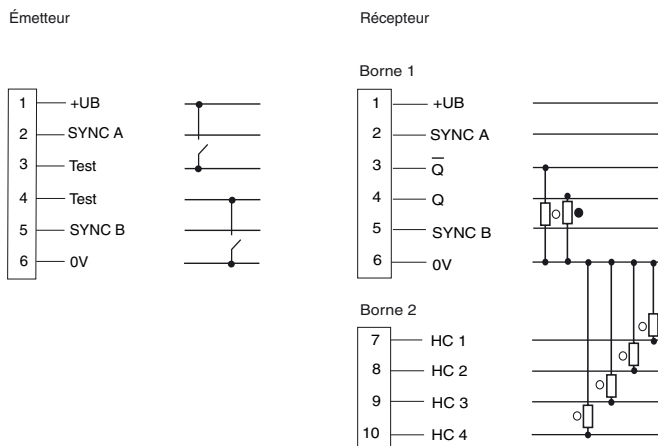 Émetteur
1 +UB
2 SYNC A
3 Test
4 Test
5 SYNC B
6 0V
Récepteur
Borne 1
1 +UB
2 SYNC A
3 Q̅
4 Q
5 SYNC B
6 0V
Borne 2
7 HC 1
8 HC 2
9 HC 3
10 HC 4